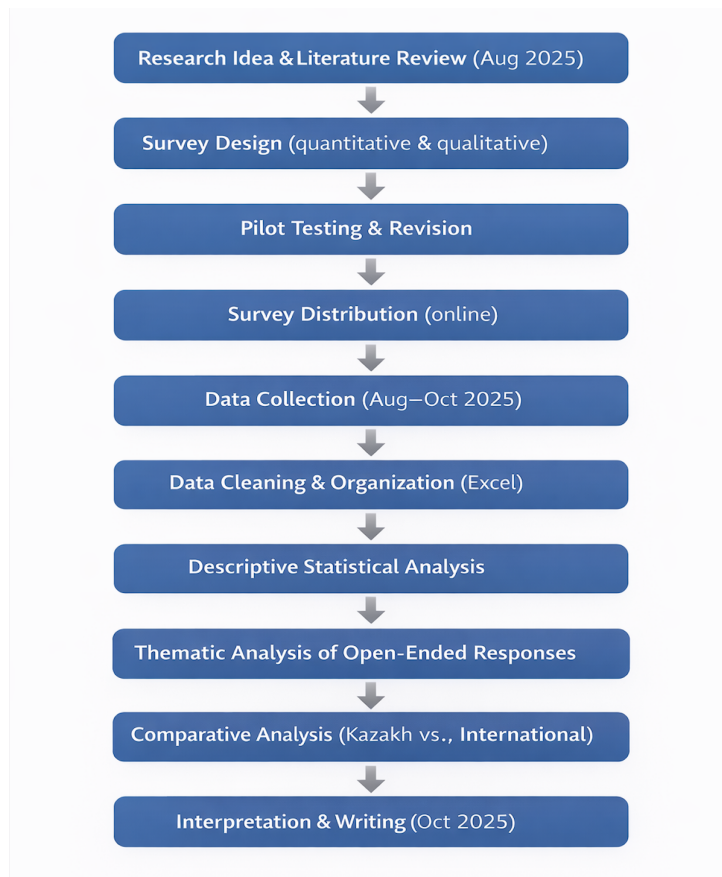 Research Idea & Literature Review (Aug 2025)
Survey Design (quantitative & qualitative)
Pilot Testing & Revision
Survey Distribution (online)
Data Collection (Aug–Oct 2025)
Data Cleaning & Organization (Excel)
Descriptive Statistical Analysis
Thematic Analysis of Open-Ended Responses
Comparative Analysis (Kazakh vs., International)
Interpretation & Writing (Oct 2025)